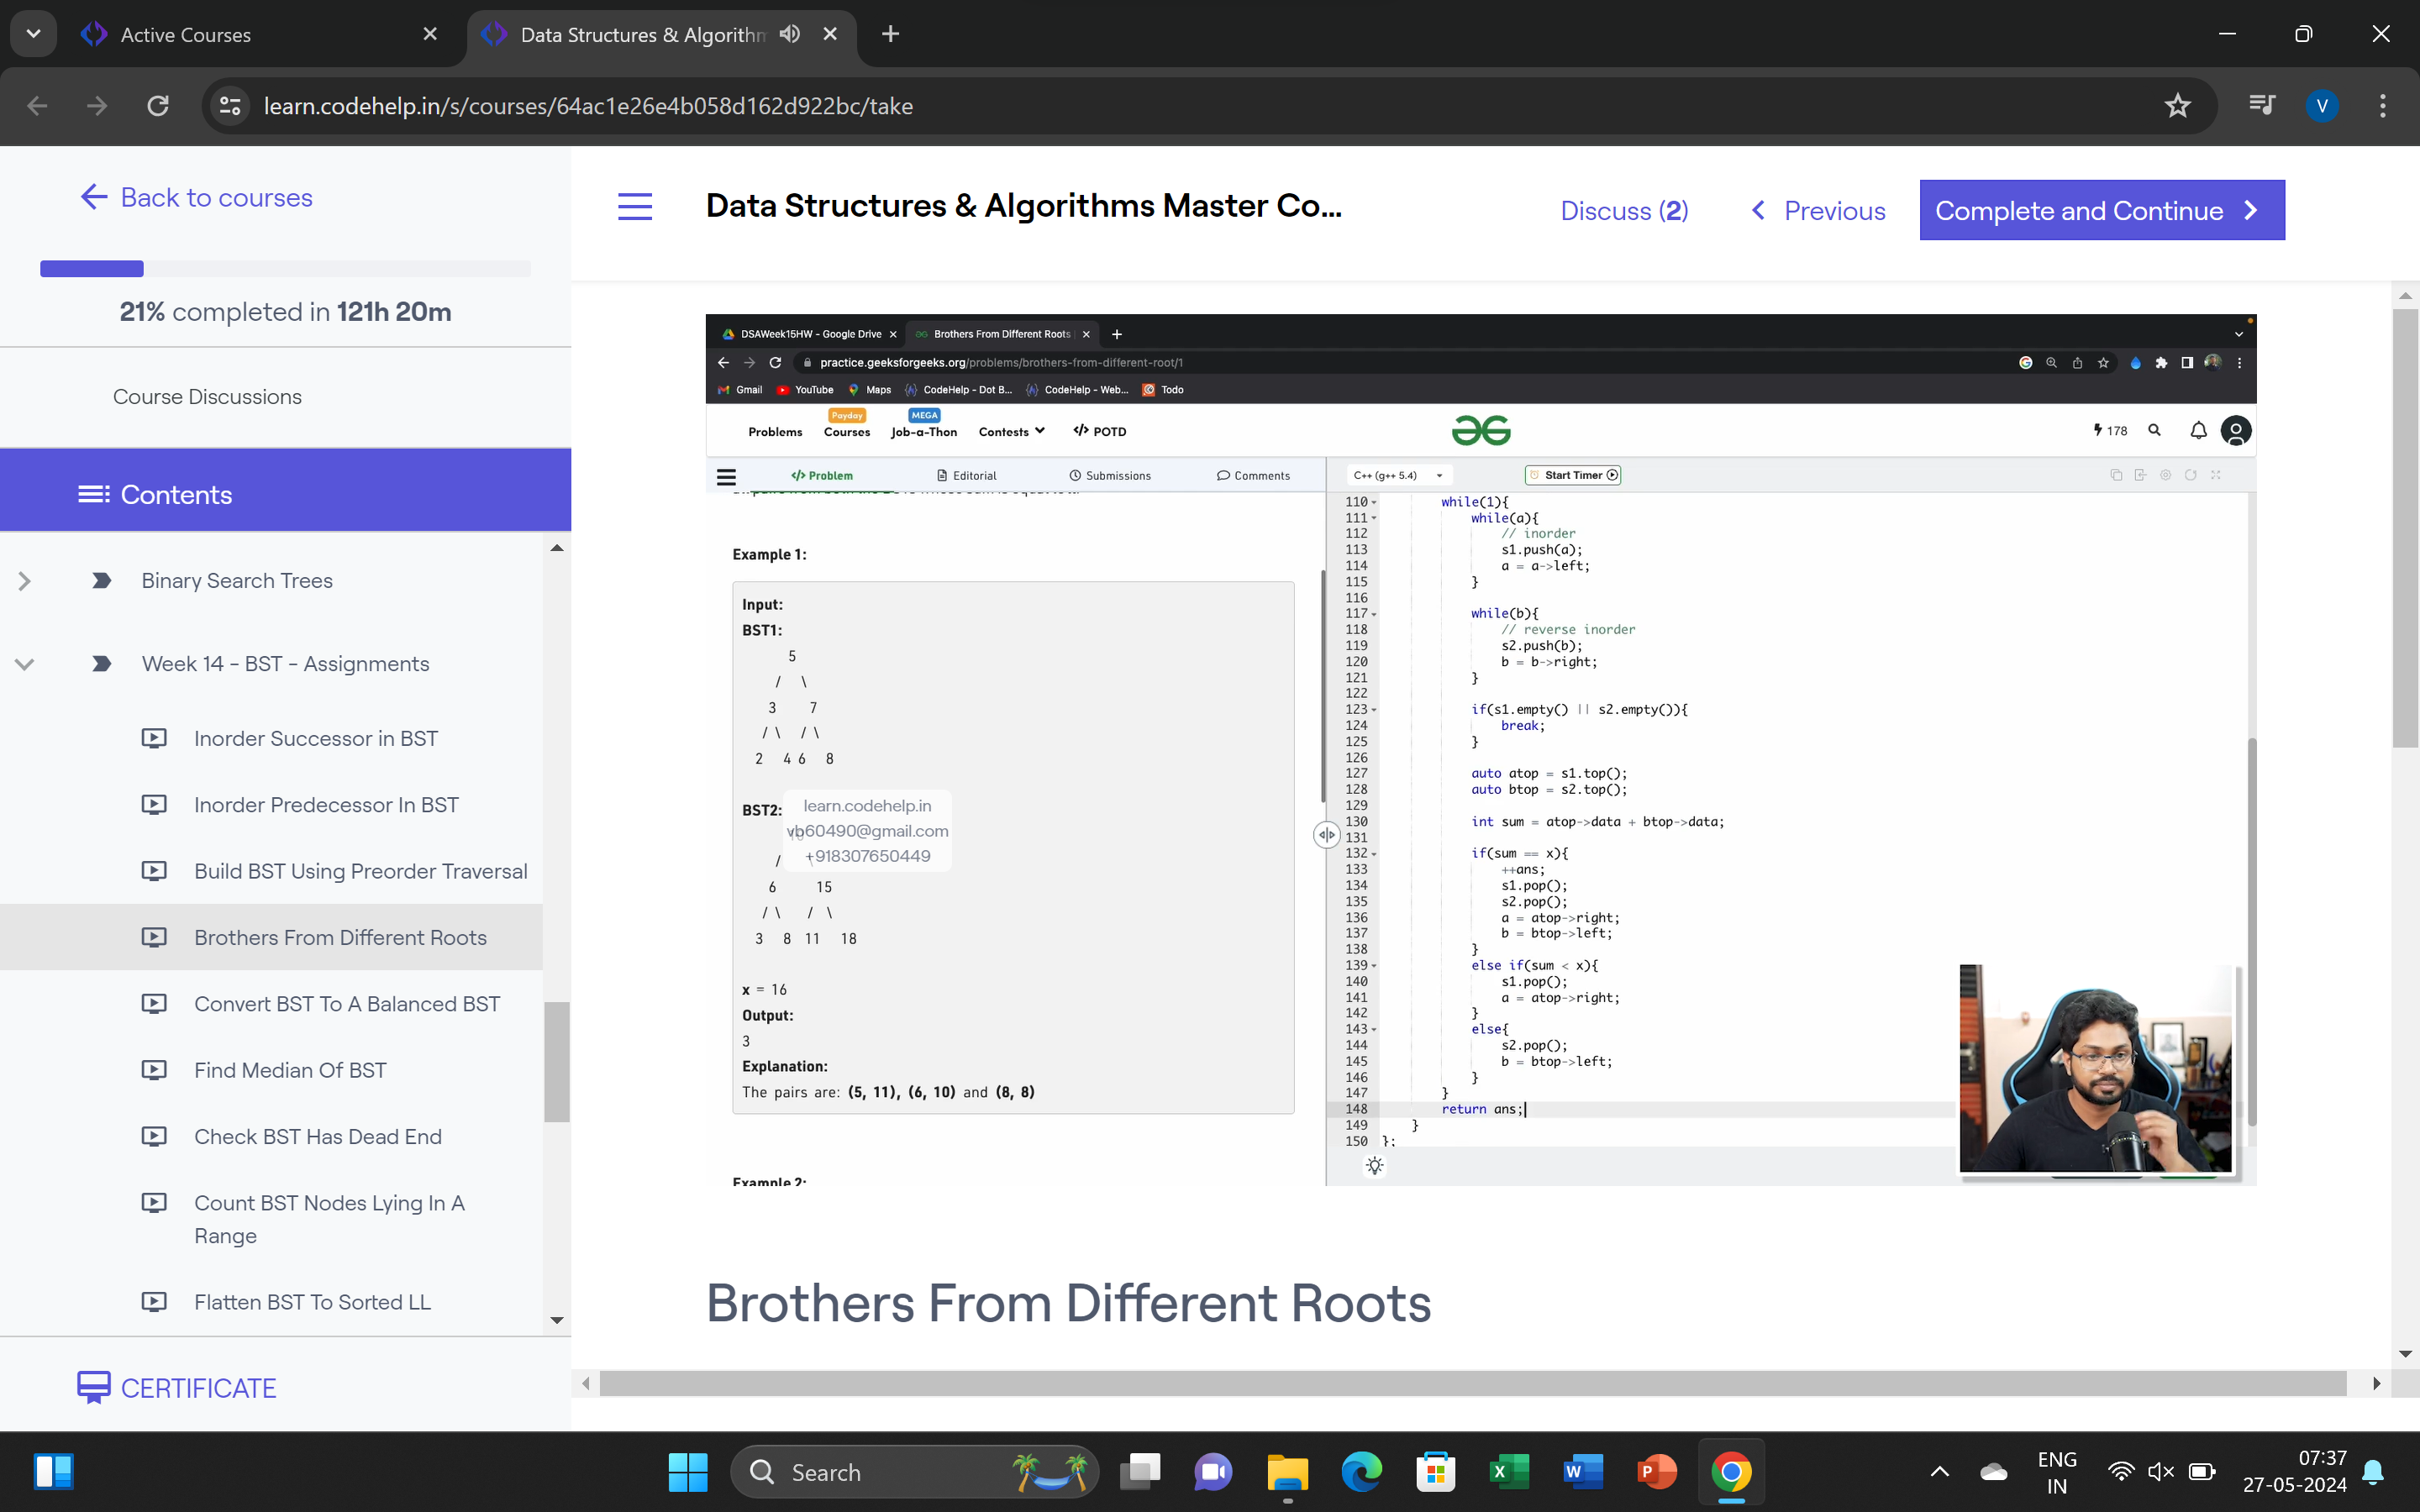 Active Courses
Data Structures & Algorithm
learn.codehelp.in/s/courses/64ac1e26e4b058d162d922bc/take
V
Back to courses
21% completed in 121h 20m
Course Discussions
Contents
Binary Search Trees
Week 14 - BST - Assignments
Inorder Successor in BST
Inorder Predecessor In BST
Build BST Using Preorder Traversal
Brothers From Different Roots
Convert BST To A Balanced BST
Find Median Of BST
Check BST Has Dead End
Count BST Nodes Lying In A
Range
Flatten BST To Sorted LL
CERTIFICATE
Data Structures & Algorithms Master Co...
Discuss (2)
Previous
Complete and Continue
DSAWeek15HW - Google Drive
Brothers From Different Roots
practice.geeksforgeeks.org/problems/brothers-from-different-root/1
Gmail YouTube Maps CodeHelp - Dot B... CodeHelp - Web... Todo
Payday MEGA
Problems Courses Job-a-Thon Contests </> POTD
178
</> Problem Editorial Submissions Comments
C++ (g++ 5.4) Start Timer
Example 1:
Input:
BST1:
5
/ \
3 7
/ \ / \
2 4 6 8
BST2:
learn.codehelp.in
vb60490@gmail.com
+918307650449
/
6 15
/ \ / \
3 8 11 18
x = 16
Output:
3
Explanation:
The pairs are: (5, 11), (6, 10) and (8, 8)
Example 2:
110 while(1){
111 while(a){
112 // inorder
113 s1.push(a);
114 a = a->left;
115 }
116
117 while(b){
118 // reverse inorder
119 s2.push(b);
120 b = b->right;
121 }
122
123 if(s1.empty() || s2.empty()){
124 break;
125 }
126
127 auto atop = s1.top();
128 auto btop = s2.top();
129
130 int sum = atop->data + btop->data;
131
132 if(sum == x){
133 ++ans;
134 s1.pop();
135 s2.pop();
136 a = atop->right;
137 b = btop->left;
138 }
139 else if(sum < x){
140 s1.pop();
141 a = atop->right;
142 }
143 else{
144 s2.pop();
145 b = btop->left;
146 }
147 }
148 return ans;
149 }
150 };
Brothers From Different Roots
Search
ENG
IN
07:37
27-05-2024